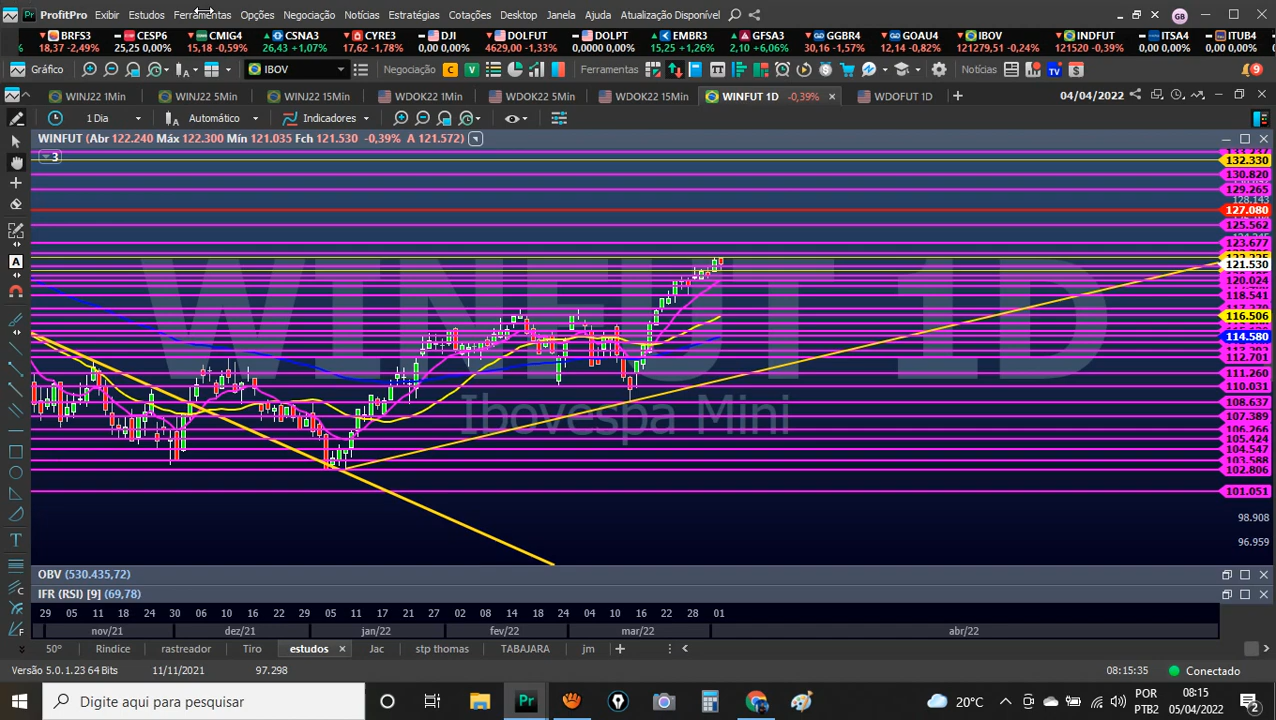 ProfitPro Exibir Estudos Ferramentas Opções Negociação Notícias Estratégias Cotações Desktop Janela Ajuda Atualização Disponível GB
BRFS3 CESP6 CMIG4 CSNA3 CYRE3 DJI DOLFUT DOLPT EMBR3 GFSA3 GGBR4 GOAU4 IBOV INDFUT ITSA4 ITUB4
18,37 -2,49% 25,25 0,00% 15,18 -0,59% 26,43 +1,07% 17,62 -1,78% 0,00 0,00% 4629,00 -1,33% 0,0000 0,00% 15,25 +1,26% 2,10 +6,06% 30,16 -1,57% 12,14 -0,82% 121279,51 -0,24% 121520 -0,39% 0,00 0,00% 0,00 0,00%
Gráfico IBOV Negociação C V Ferramentas Notícias TV $ 9
WINJ22 1Min WINJ22 5Min WINJ22 15Min WDOK22 1Min WDOK22 5Min WDOK22 15Min WINFUT 1D -0,39% WDOFUT 1D 04/04/2022
1 Dia Automático Indicadores
WINFUT (Abr 122.240 Máx 122.300 Mín 121.035 Fch 121.530 -0,39% A 121.572)
3
132.330
130.820
129.265
128.143
127.080
125.562
123.677
121.530
120.024
118.541
116.506
114.580
112.701
111.260
110.031
108.637
107.389
106.266
105.424
104.547
103.588
102.806
101.051
98.908
96.959
WINFUT 1D
Ibovespa Mini
OBV (530.435,72)
IFR (RSI) [9] (69,78)
29 05 11 18 24 30 06 10 16 22 28 05 11 17 21 27 02 08 14 18 24 04 10 16 22 28 01
nov/21 dez/21 jan/22 fev/22 mar/22 abr/22
50º Rindice rastreador Tiro estudos Jac stp thomas TABAJARA jm
Versão 5.0.1.23 64 Bits 11/11/2021 97.298 08:15:35 Conectado
Digite aqui para pesquisar Pr 20°C POR 08:15
PTB2 05/04/2022 2